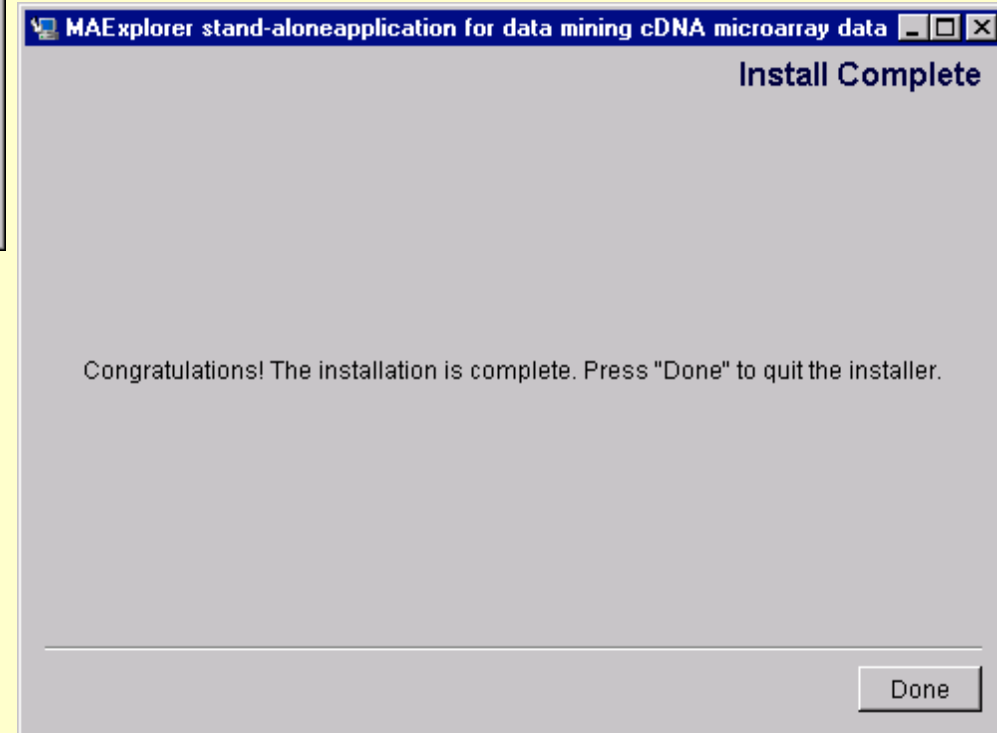 MAExplorer stand-aloneapplication for data mining cDNA microarray data
Install Complete
Congratulations! The installation is complete. Press "Done" to quit the installer.
Done